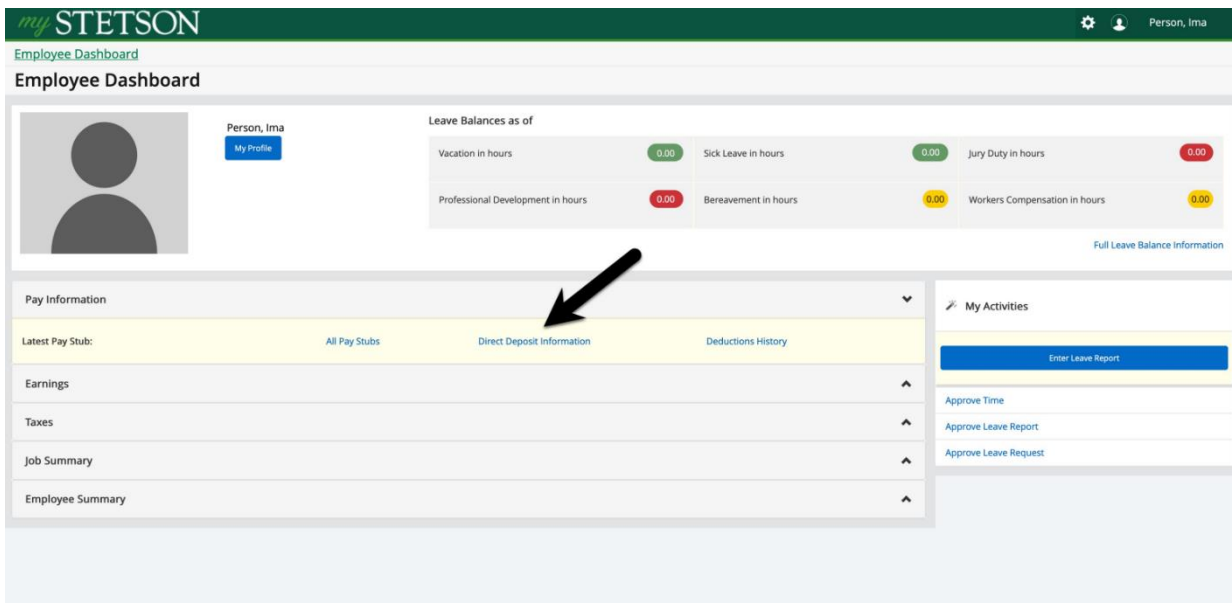 my STETSON
Person, Ima
Employee Dashboard
Employee Dashboard
Person, Ima
My Profile
Leave Balances as of
Vacation in hours 0.00 Sick Leave in hours 0.00 Jury Duty in hours 0.00
Professional Development in hours 0.00 Bereavement in hours 0.00 Workers Compensation in hours 0.00
Full Leave Balance Information
Pay Information
Latest Pay Stub: All Pay Stubs Direct Deposit Information Deductions History
Earnings
Taxes
Job Summary
Employee Summary
My Activities
Enter Leave Report
Approve Time
Approve Leave Report
Approve Leave Request